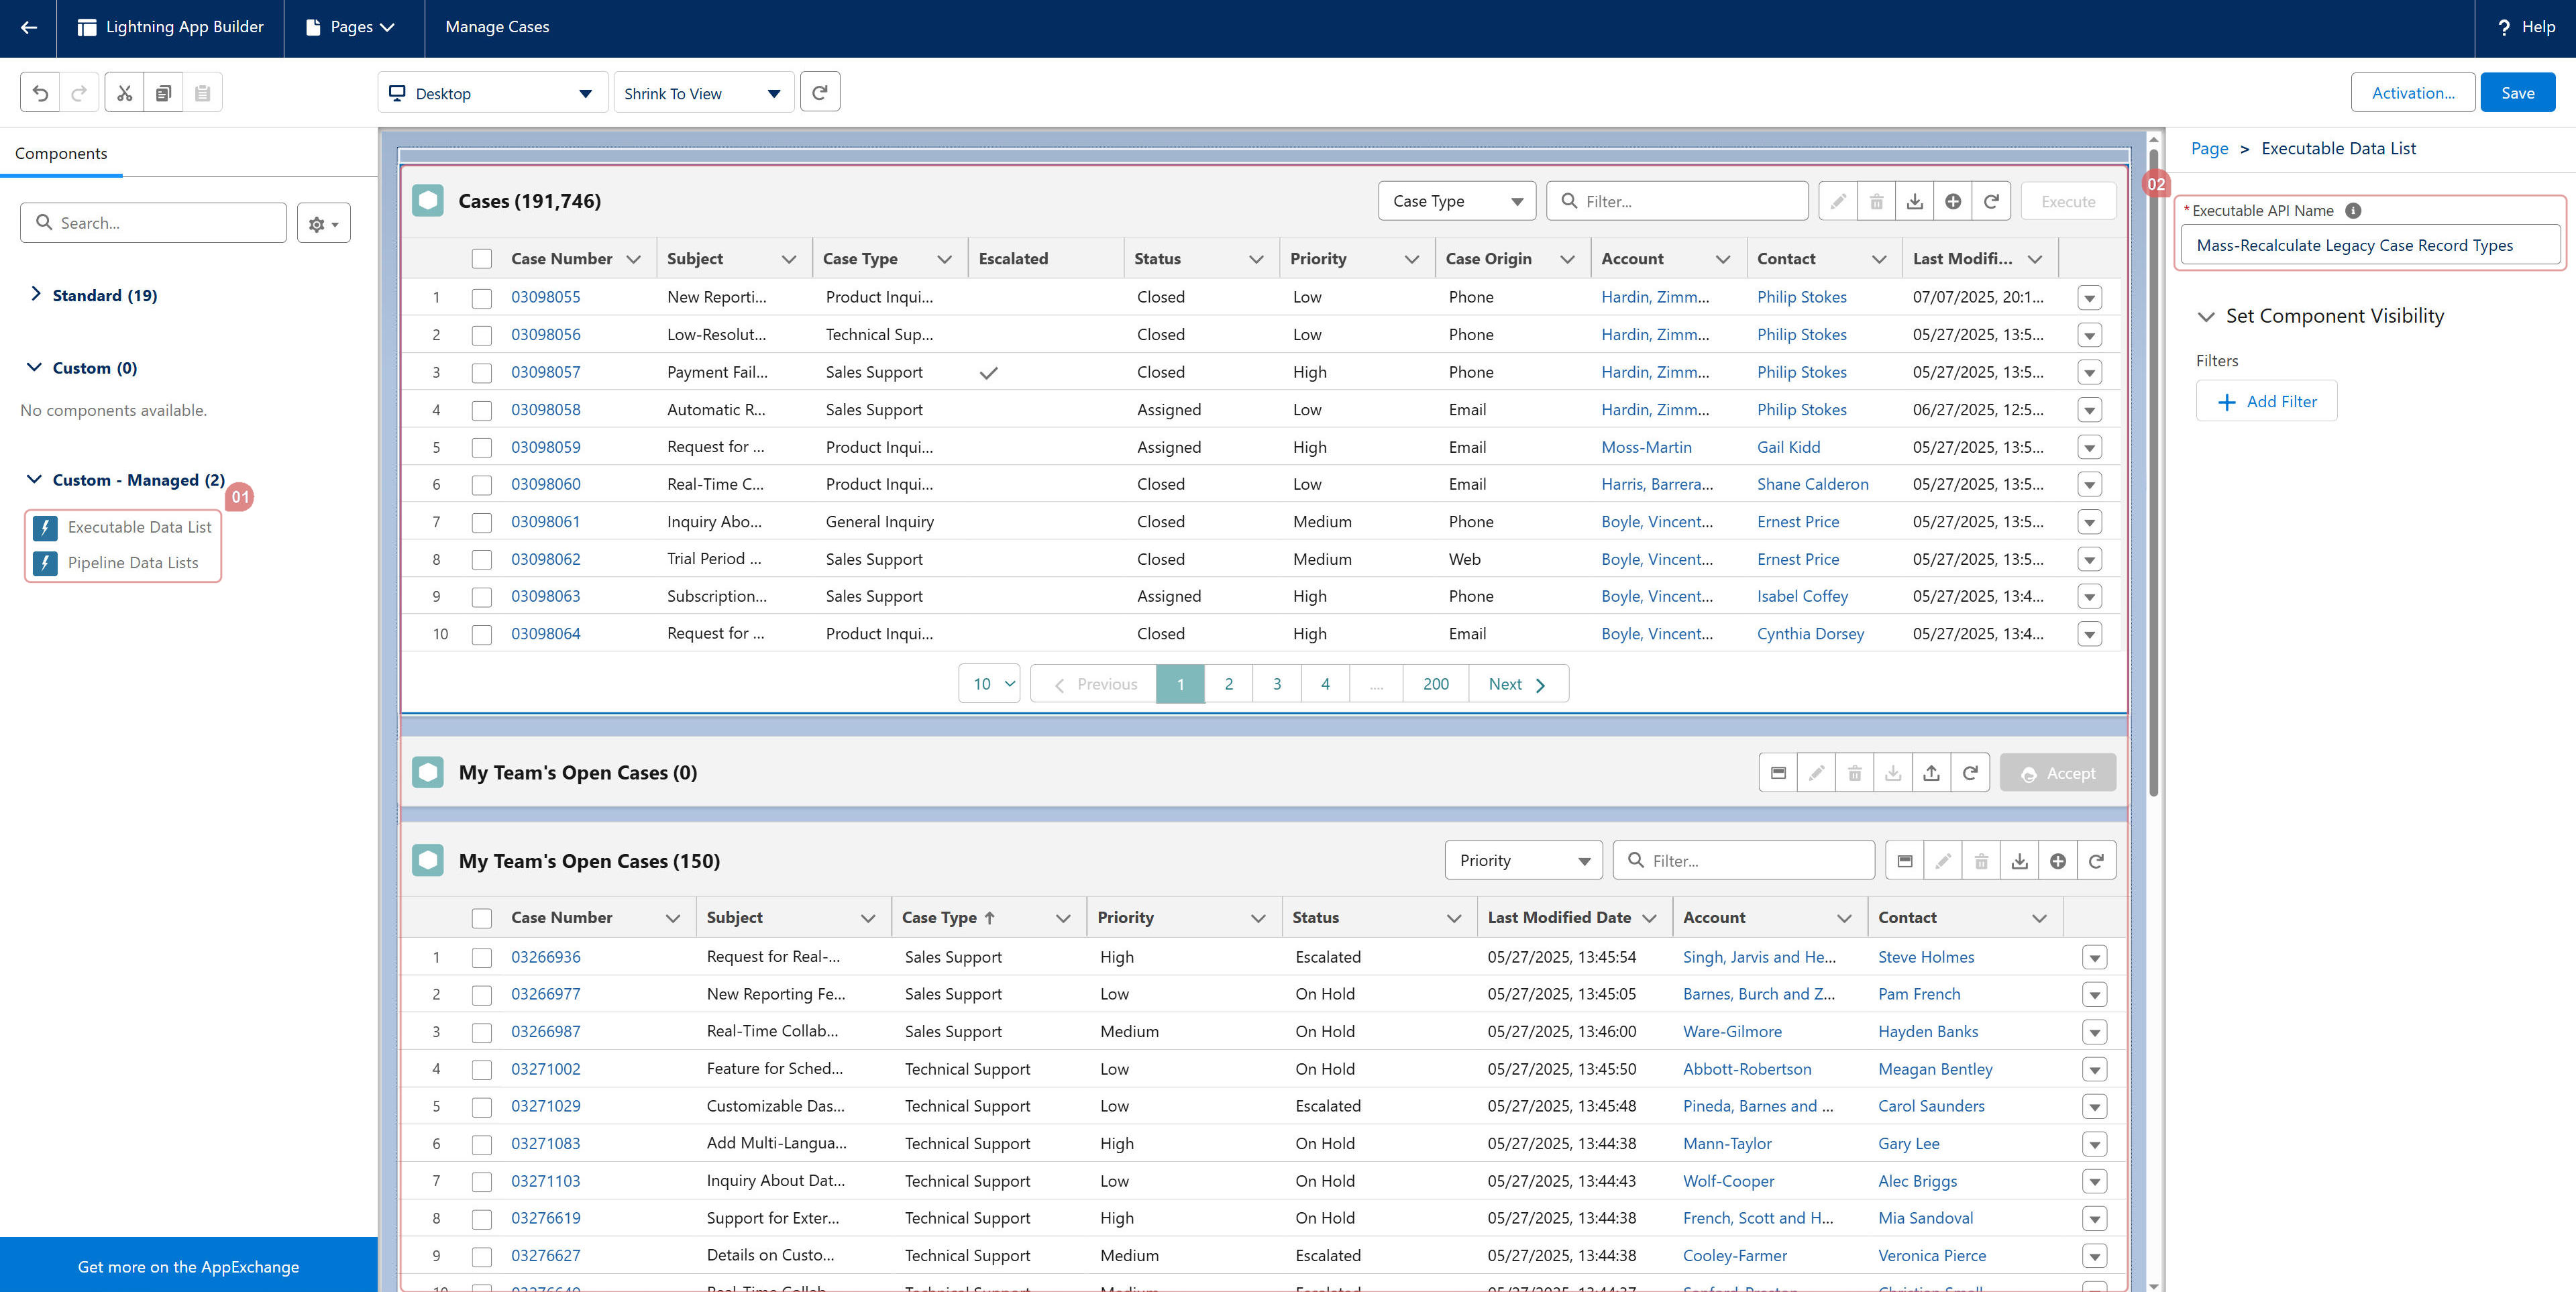 Lightning App Builder Pages Manage Cases ? Help
Desktop Shrink To View Activation... Save
Components
Search...
Standard (19)
Custom (0)
No components available.
Custom - Managed (2)
01
Executable Data List
Pipeline Data Lists
Get more on the AppExchange
Cases (191,746) Case Type Filter... Execute
Case Number Subject Case Type Escalated Status Priority Case Origin Account Contact Last Modifi...
1 03098055 New Reporti... Product Inqui... Closed Low Phone Hardin, Zimm... Philip Stokes 07/07/2025, 20:1...
2 03098056 Low-Resolut... Technical Sup... Closed Low Phone Hardin, Zimm... Philip Stokes 05/27/2025, 13:5...
3 03098057 Payment Fail... Sales Support Closed High Phone Hardin, Zimm... Philip Stokes 05/27/2025, 13:5...
4 03098058 Automatic R... Sales Support Assigned Low Email Hardin, Zimm... Philip Stokes 06/27/2025, 12:5...
5 03098059 Request for ... Product Inqui... Assigned High Email Moss-Martin Gail Kidd 05/27/2025, 13:5...
6 03098060 Real-Time C... Product Inqui... Closed Low Email Harris, Barrera... Shane Calderon 05/27/2025, 13:5...
7 03098061 Inquiry Abo... General Inquiry Closed Medium Phone Boyle, Vincent... Ernest Price 05/27/2025, 13:5...
8 03098062 Trial Period ... Sales Support Closed Medium Web Boyle, Vincent... Ernest Price 05/27/2025, 13:5...
9 03098063 Subscription... Sales Support Assigned High Phone Boyle, Vincent... Isabel Coffey 05/27/2025, 13:4...
10 03098064 Request for ... Product Inqui... Closed High Email Boyle, Vincent... Cynthia Dorsey 05/27/2025, 13:4...
10 Previous 1 2 3 4 .... 200 Next
My Team's Open Cases (0) Accept
My Team's Open Cases (150) Priority Filter...
Case Number Subject Case Type Priority Status Last Modified Date Account Contact
1 03266936 Request for Real-... Sales Support High Escalated 05/27/2025, 13:45:54 Singh, Jarvis and He... Steve Holmes
2 03266977 New Reporting Fe... Sales Support Low On Hold 05/27/2025, 13:45:05 Barnes, Burch and Z... Pam French
3 03266987 Real-Time Collab... Sales Support Medium On Hold 05/27/2025, 13:46:00 Ware-Gilmore Hayden Banks
4 03271002 Feature for Sched... Technical Support Low On Hold 05/27/2025, 13:45:50 Abbott-Robertson Meagan Bentley
5 03271029 Customizable Das... Technical Support Low Escalated 05/27/2025, 13:45:48 Pineda, Barnes and ... Carol Saunders
6 03271083 Add Multi-Langua... Technical Support High On Hold 05/27/2025, 13:44:38 Mann-Taylor Gary Lee
7 03271103 Inquiry About Dat... Technical Support Low On Hold 05/27/2025, 13:44:43 Wolf-Cooper Alec Briggs
8 03276619 Support for Exter... Technical Support High On Hold 05/27/2025, 13:44:38 French, Scott and H... Mia Sandoval
9 03276627 Details on Custo... Technical Support Medium Escalated 05/27/2025, 13:44:38 Cooley-Farmer Veronica Pierce
Page > Executable Data List
02
* Executable API Name
Mass-Recalculate Legacy Case Record Types
Set Component Visibility
Filters
+ Add Filter